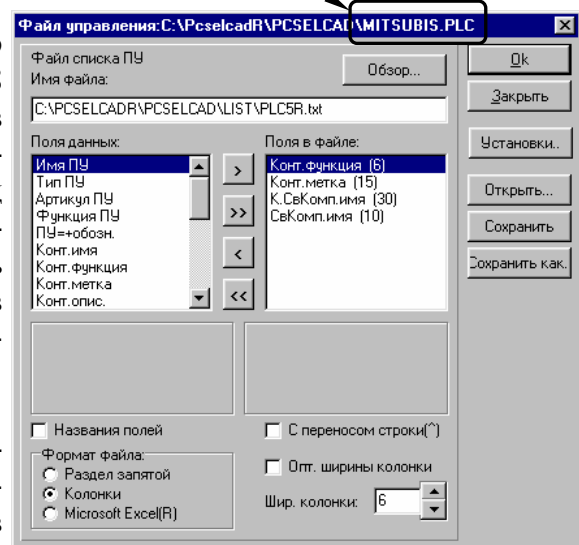 Файл управления:C:\PcselcadR\PCSELCAD\MITSUBIS.PLC
Файл списка ПУ
Имя файла:
Обзор...
C:\PCSELCADR\PCSELCAD\LIST\PLC5R.txt
Ok
Закрыть
Установки..
Открыть...
Сохранить
Сохранить как.
Поля данных:
Имя ПУ
Тип ПУ
Артикул ПУ
Функция ПУ
ПУ=+обозн.
Конт.имя
Конт.функция
Конт.метка
Конт.опис.
>
>>
<
<<
Поля в файле:
Конт.функция (6)
Конт.метка (15)
К.СвКомп.имя (30)
СвКомп.имя (10)
Названия полей
С переносом строки(^)
Формат файла:
Раздел запятой
Колонки
Microsoft Excel(R)
Опт. ширины колонки
Шир. колонки: 6